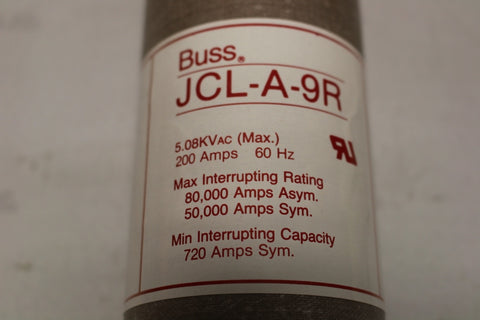 Buss®
JCL-A-9R
5.08KVAC (Max.)
200 Amps 60 Hz
RU
Max Interrupting Rating
80,000 Amps Asym.
50,000 Amps Sym.
Min Interrupting Capacity
720 Amps Sym.